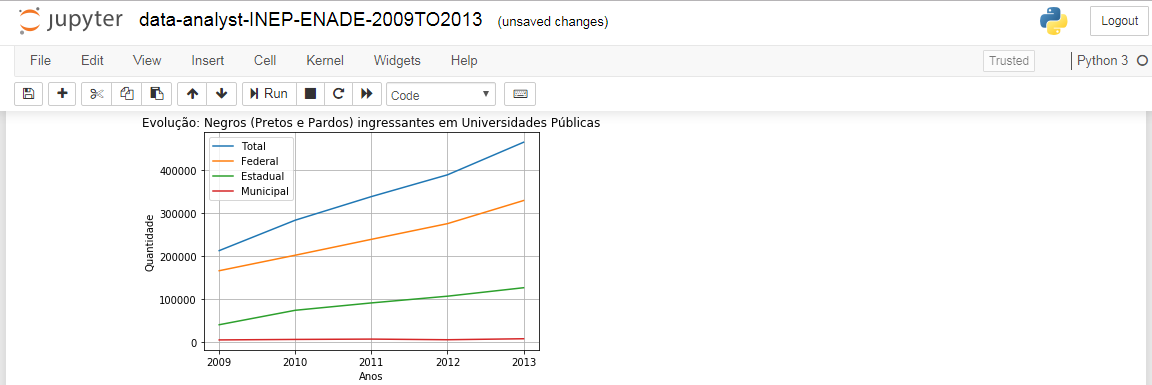 jupyter data-analyst-INEP-ENADE-2009TO2013 (unsaved changes) Logout
File Edit View Insert Cell Kernel Widgets Help Trusted Python 3
Run Code
Evolução: Negros (Pretos e Pardos) ingressantes em Universidades Públicas
Total
Federal
Estadual
Municipal
400000
300000
200000
100000
0
Quantidade
2009 2010 2011 2012 2013
Anos